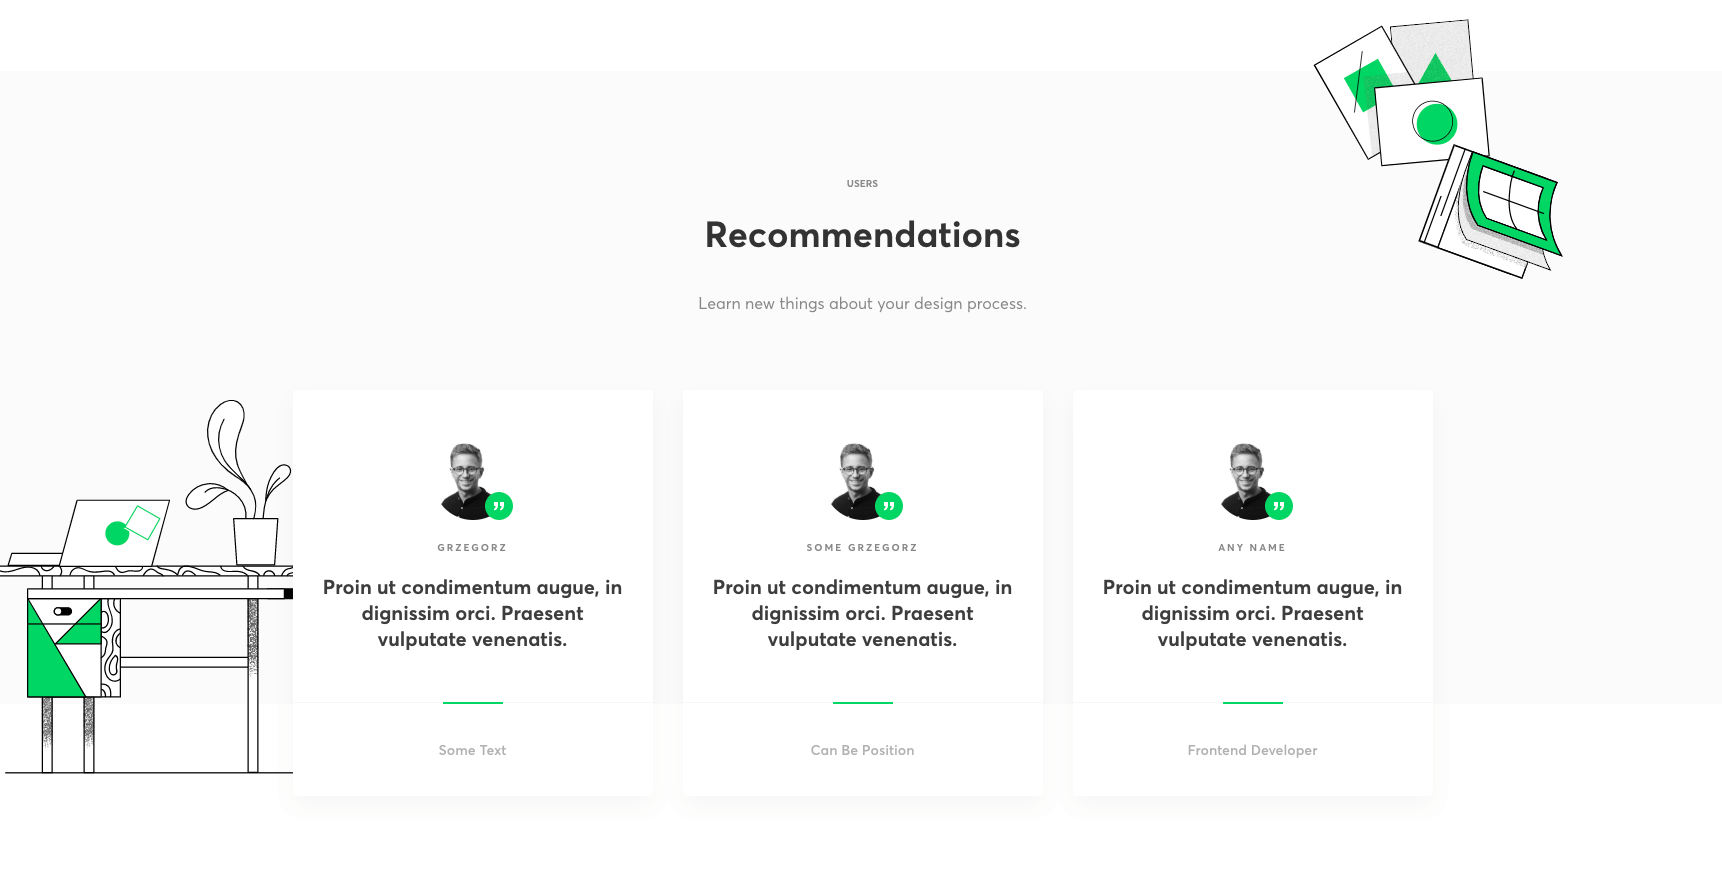 USERS
Recommendations
Learn new things about your design process.
GRZEGORZ
Proin ut condimentum augue, in
dignissim orci. Praesent
vulputate venenatis.
Some Text
SOME GRZEGORZ
Proin ut condimentum augue, in
dignissim orci. Praesent
vulputate venenatis.
Can Be Position
ANY NAME
Proin ut condimentum augue, in
dignissim orci. Praesent
vulputate venenatis.
Frontend Developer